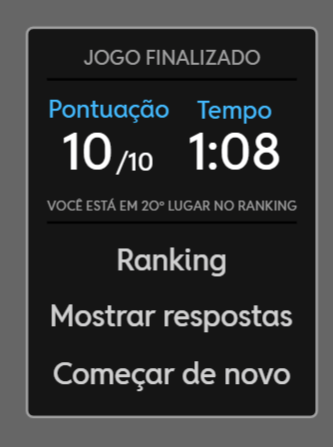 JOGO FINALIZADO
Pontuação Tempo
10/10 1:08
VOCÊ ESTÁ EM 20º LUGAR NO RANKING
Ranking
Mostrar respostas
Começar de novo